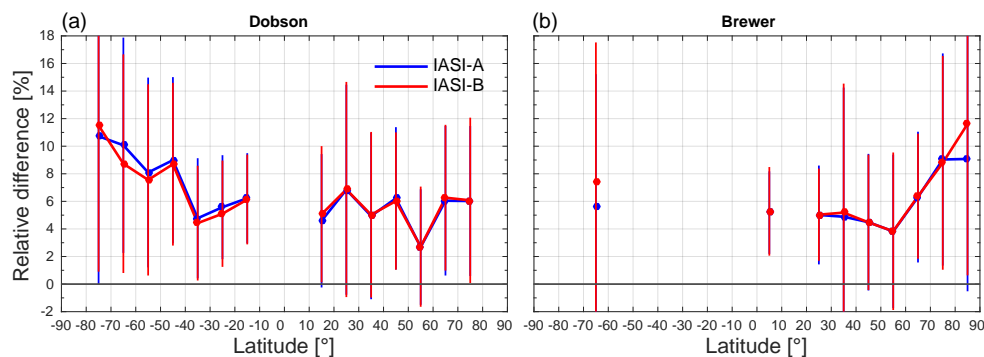 (a) Dobson
(b) Brewer
Relative difference [%]
18
16
14
12
10
8
6
4
2
0
-2
IASI-A
IASI-B
-90 -80 -70 -60 -50 -40 -30 -20 -10 0 10 20 30 40 50 60 70 80 90
-90 -80 -70 -60 -50 -40 -30 -20 -10 0 10 20 30 40 50 60 70 80 90
Latitude [°]
Latitude [°]